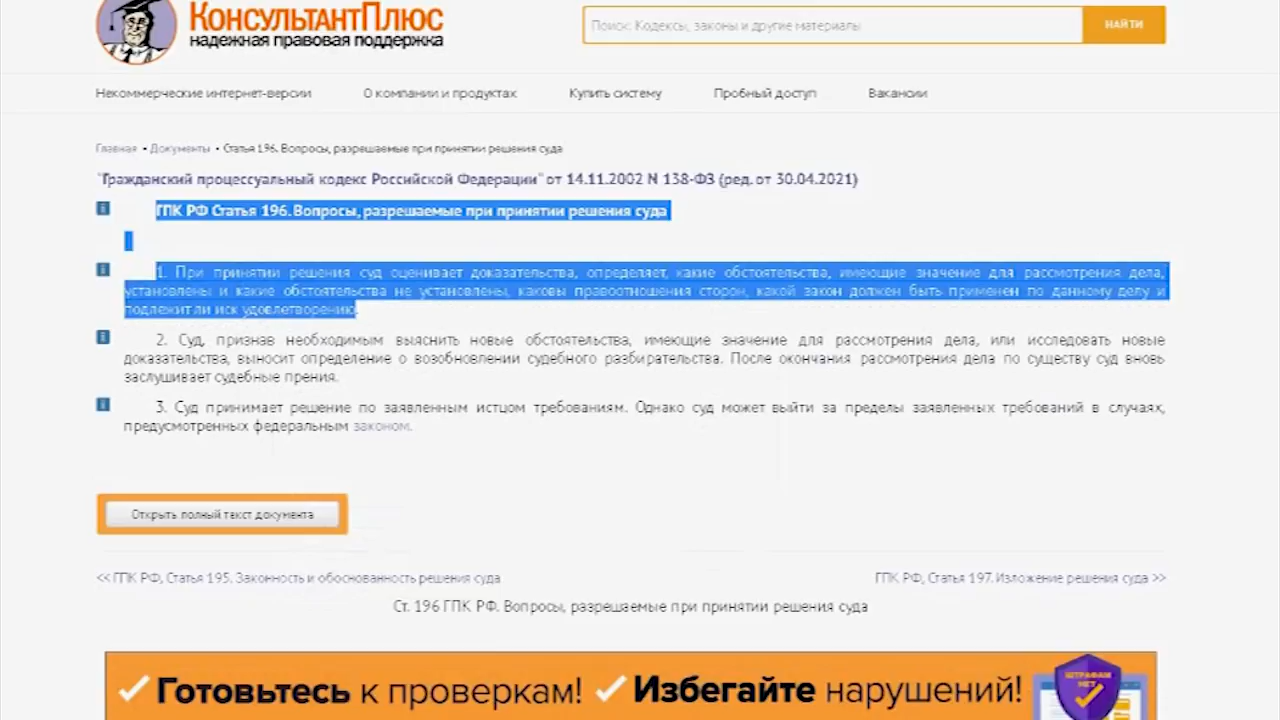 КонсультантПлюс
надежная правовая поддержка
Поиск: Кодексы, законы и другие материалы
НАЙТИ
Некоммерческие интернет-версии О компании и продуктах Купить систему Пробный доступ Вакансии
Главная • Документы • Статья 196. Вопросы, разрешаемые при принятии решения суда
"Гражданский процессуальный кодекс Российской Федерации" от 14.11.2002 N 138-ФЗ (ред. от 30.04.2021)
ГПК РФ Статья 196. Вопросы, разрешаемые при принятии решения суда
1. При принятии решения суд оценивает доказательства, определяет, какие обстоятельства, имеющие значение для рассмотрения дела,
установлены и какие обстоятельства не установлены, каковы правоотношения сторон, какой закон должен быть применен по данному делу и
подлежит ли иск удовлетворению.
2. Суд, признав необходимым выяснить новые обстоятельства, имеющие значение для рассмотрения дела, или исследовать новые
доказательства, выносит определение о возобновлении судебного разбирательства. После окончания рассмотрения дела по существу суд вновь
заслушивает судебные прения.
3. Суд принимает решение по заявленным истцом требованиям. Однако суд может выйти за пределы заявленных требований в случаях,
предусмотренных федеральным законом.
Открыть полный текст документа
<< ГПК РФ, Статья 195. Законность и обоснованность решения суда
ГПК РФ, Статья 197. Изложение решения суда >>
Ст. 196 ГПК РФ. Вопросы, разрешаемые при принятии решения суда
Готовьтесь к проверкам! Избегайте нарушений!
ШТРАФАМ
НЕТ